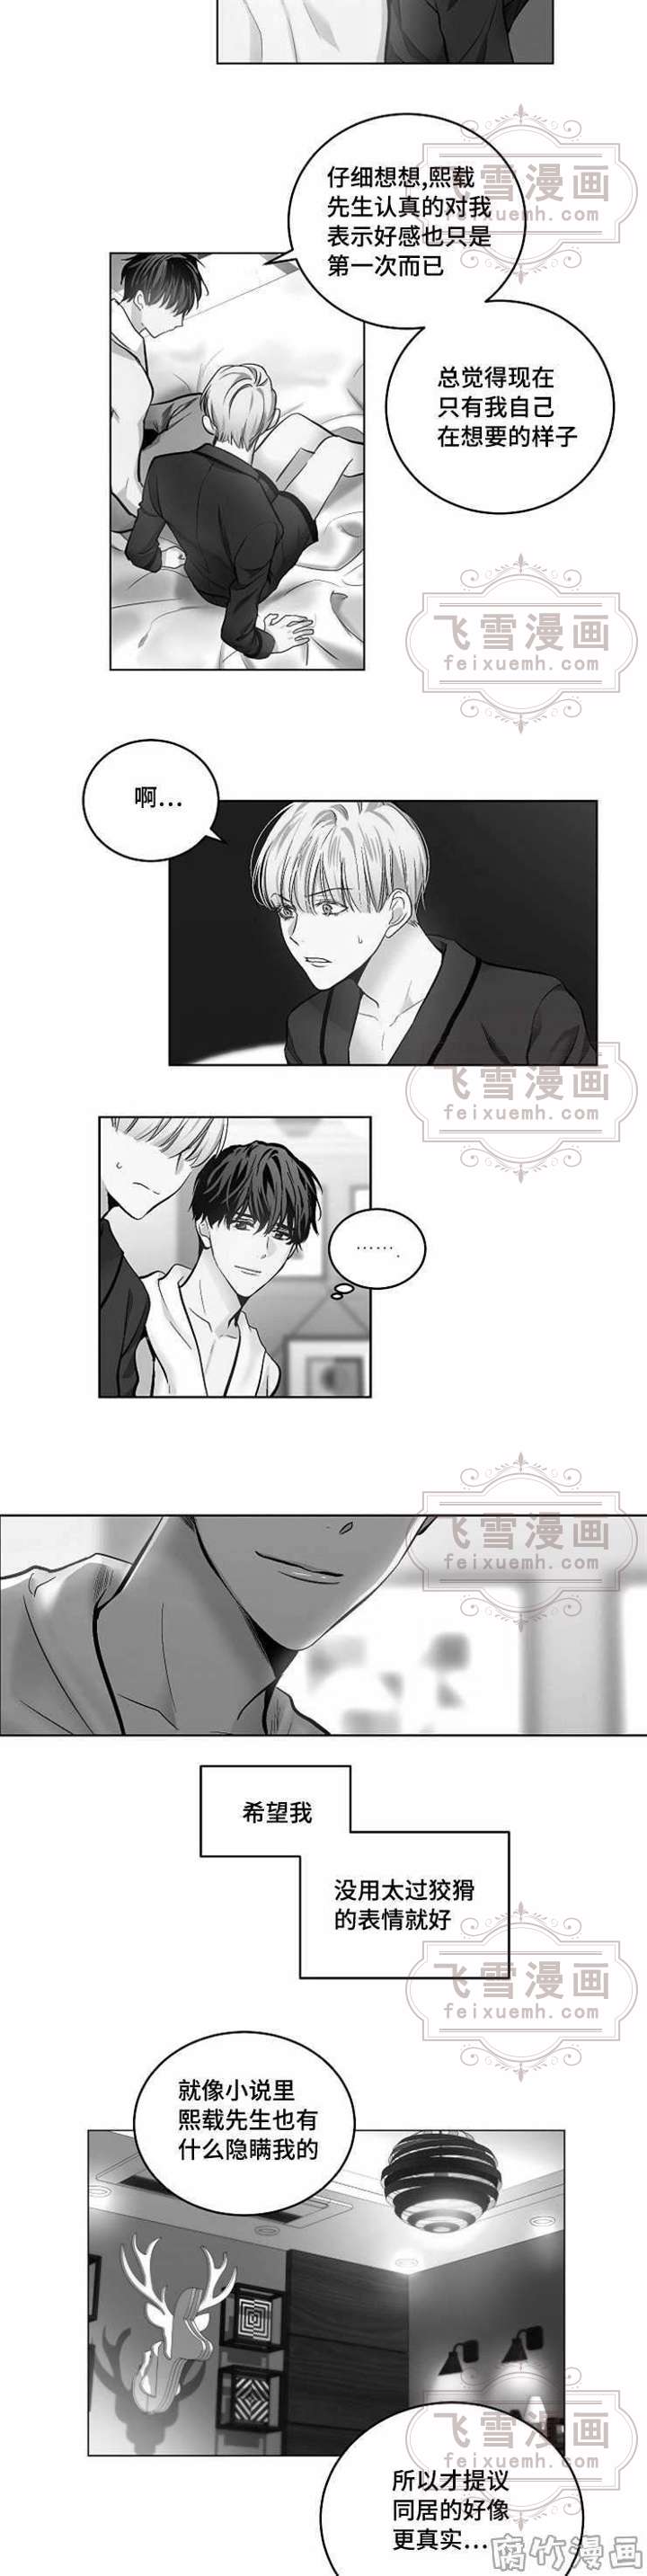 飞雪漫画
feixuemh.com
仔细想想,熙载
先生认真的对我
表示好感也只是
第一次而已
总觉得现在
只有我自己
在想要的样子
飞雪漫画
feixuemh.com
啊...
飞雪漫画
feixuemh.com
……
飞雪漫画
feixuemh.com
希望我
没用太过狡猾
的表情就好
飞雪漫画
feixuemh.com
就像小说里
熙载先生也有
什么隐瞒我的
飞雪漫画
feixuemh.com
所以才提议
同居的好像
更真实...
腐竹漫画